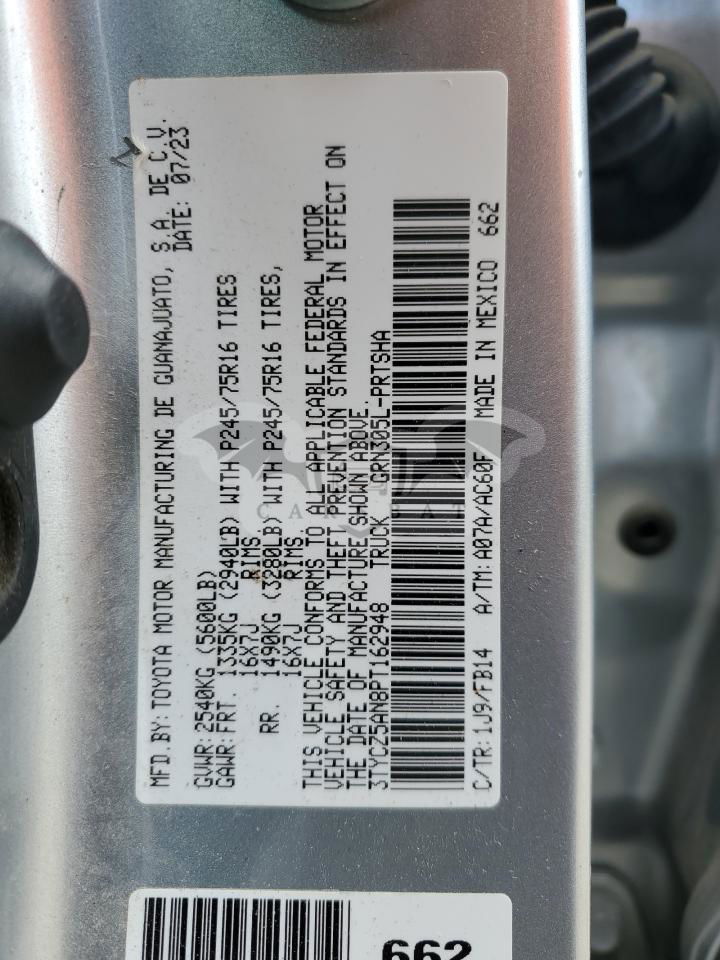 MFD.BY:TOYOTA MOTOR MANUFACTURING DE GUANAJUATO, S.A. DE C.V.
DATE: 07/23
GVWR:2540KG (5600LB)
GAWR:FRT. 1335KG (2940LB) WITH P245/75R16 TIRES
16X7J RIMS,
RR. 1490KG (3280LB) WITH P245/75R16 TIRES,
16X7J RIMS,
THIS VEHICLE CONFORMS TO ALL APPLICABLE FEDERAL MOTOR
VEHICLE SAFETY AND THEFT PREVENTION STANDARDS IN EFFECT ON
THE DATE OF MANUFACTURE SHOWN ABOVE.
3TYCZ5AN8PT162948 TRUCK GRN305L-PRTSHA
C/TR:1J9/FB14 A/TM:A07A/AC60F MADE IN MEXICO 662
662